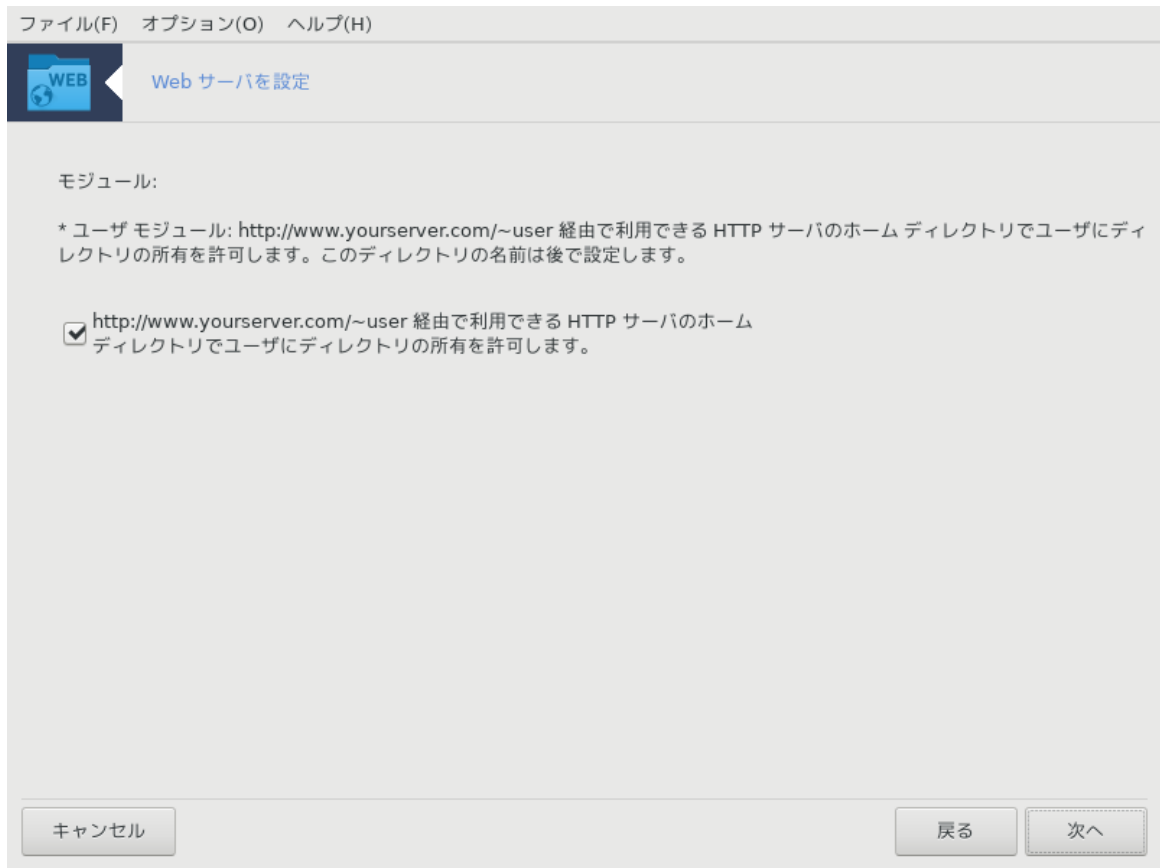 ファイル(F) オプション(O) ヘルプ(H)
WEB
Web サーバを設定
モジュール:
* ユーザ モジュール: http://www.yourserver.com/~user 経由で利用できる HTTP サーバのホーム ディレクトリでユーザにディ
レクトリの所有を許可します。このディレクトリの名前は後で設定します。
http://www.yourserver.com/~user 経由で利用できる HTTP サーバのホーム
ディレクトリでユーザにディレクトリの所有を許可します。
キャンセル 戻る 次へ